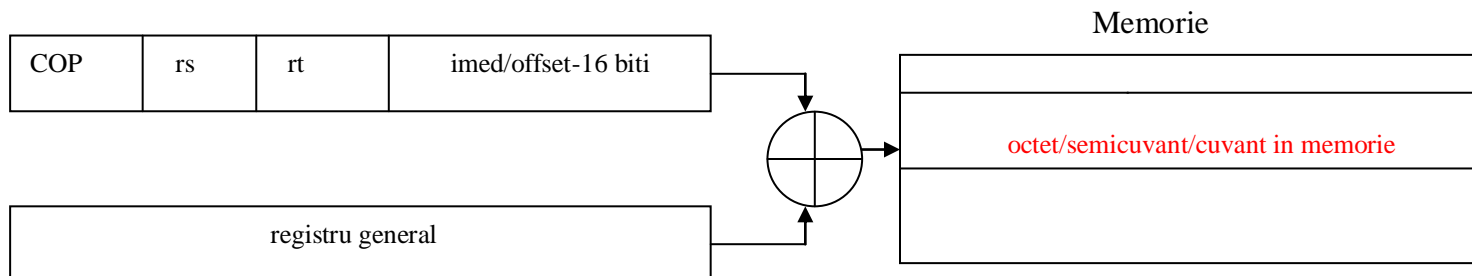 Memorie
COP rs rt imed/offset-16 biti
octet/semicuvant/cuvant in memorie
registru general